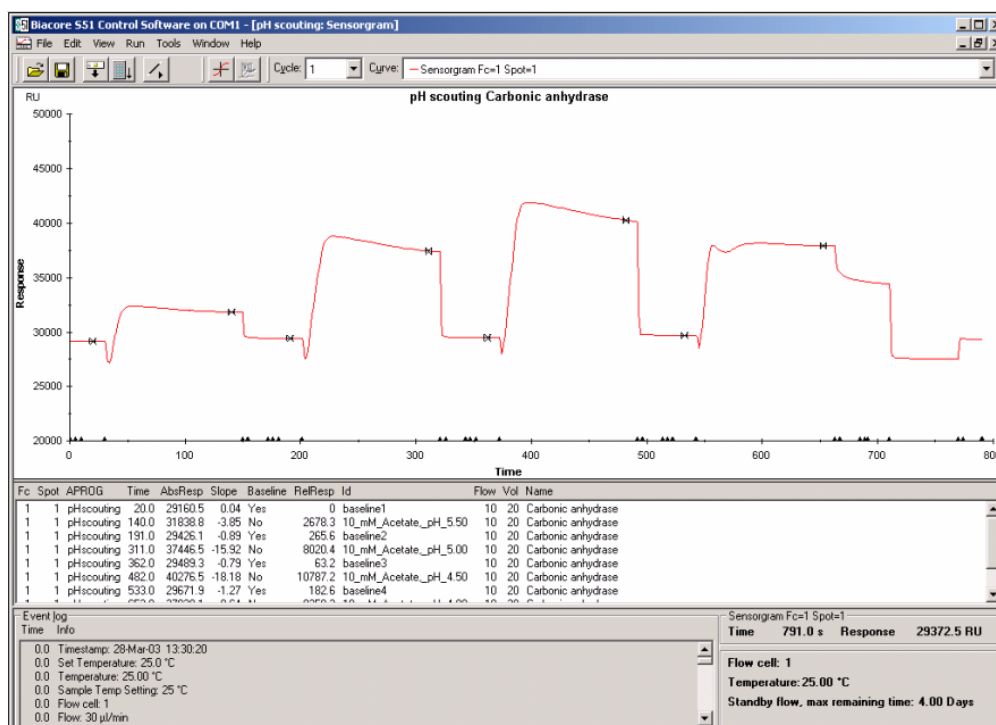 Biacore S51 Control Software on COM1 - [pH scouting: Sensorgram]
File Edit View Run Tools Window Help
Cycle: 1 Curve: Sensorgram Fc=1 Spot=1
pH scouting Carbonic anhydrase
RU
50000
45000
40000
35000
30000
25000
20000
Response
0 100 200 300 400 500 600 700 800
Time
Fc Spot APROG Time AbsResp Slope Baseline RelResp Id Flow Vol Name
1 1 pHscouting 20.0 29160.5 0.04 Yes 0 baseline1 10 20 Carbonic anhydrase
1 1 pHscouting 140.0 31838.8 -3.85 No 2678.3 10_mM_Acetate,_pH_5.50 10 20 Carbonic anhydrase
1 1 pHscouting 191.0 29426.1 -0.89 Yes 265.6 baseline2 10 20 Carbonic anhydrase
1 1 pHscouting 311.0 37446.5 -15.92 No 8020.4 10_mM_Acetate,_pH_5.00 10 20 Carbonic anhydrase
1 1 pHscouting 362.0 29489.3 -0.79 Yes 63.2 baseline3 10 20 Carbonic anhydrase
1 1 pHscouting 482.0 40276.5 -18.18 No 10787.2 10_mM_Acetate,_pH_4.50 10 20 Carbonic anhydrase
1 1 pHscouting 533.0 29671.9 -1.27 Yes 182.6 baseline4 10 20 Carbonic anhydrase
Event log
Time Info
0.0 Timestamp: 28-Mar-03 13:30:20
0.0 Set Temperature: 25.0 °C
0.0 Temperature: 25.00 °C
0.0 Sample Temp Setting: 25 °C
0.0 Flow cell: 1
0.0 Flow: 30 µl/min
Sensorgram Fc=1 Spot=1
Time 791.0 s Response 29372.5 RU
Flow cell: 1
Temperature: 25.00 °C
Standby flow, max remaining time: 4.00 Days